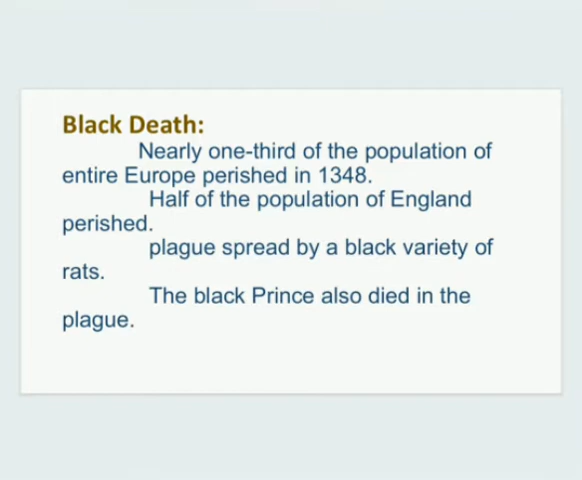 Black Death:
Nearly one-third of the population of
entire Europe perished in 1348.
Half of the population of England
perished.
plague spread by a black variety of
rats.
The black Prince also died in the
plague.